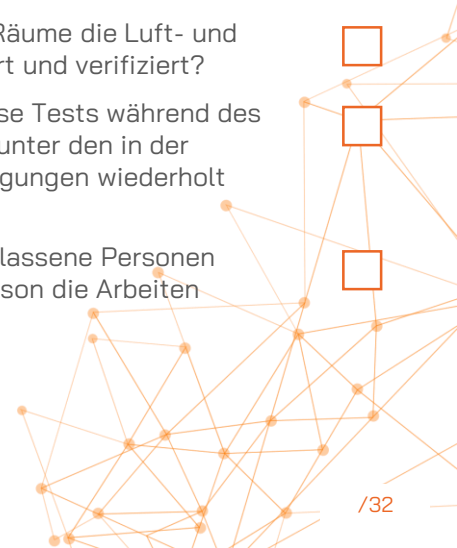 Räume die Luft- und
rt und verifiziert?
se Tests während des
unter den in der
gungen wiederholt
lassene Personen
son die Arbeiten
/32